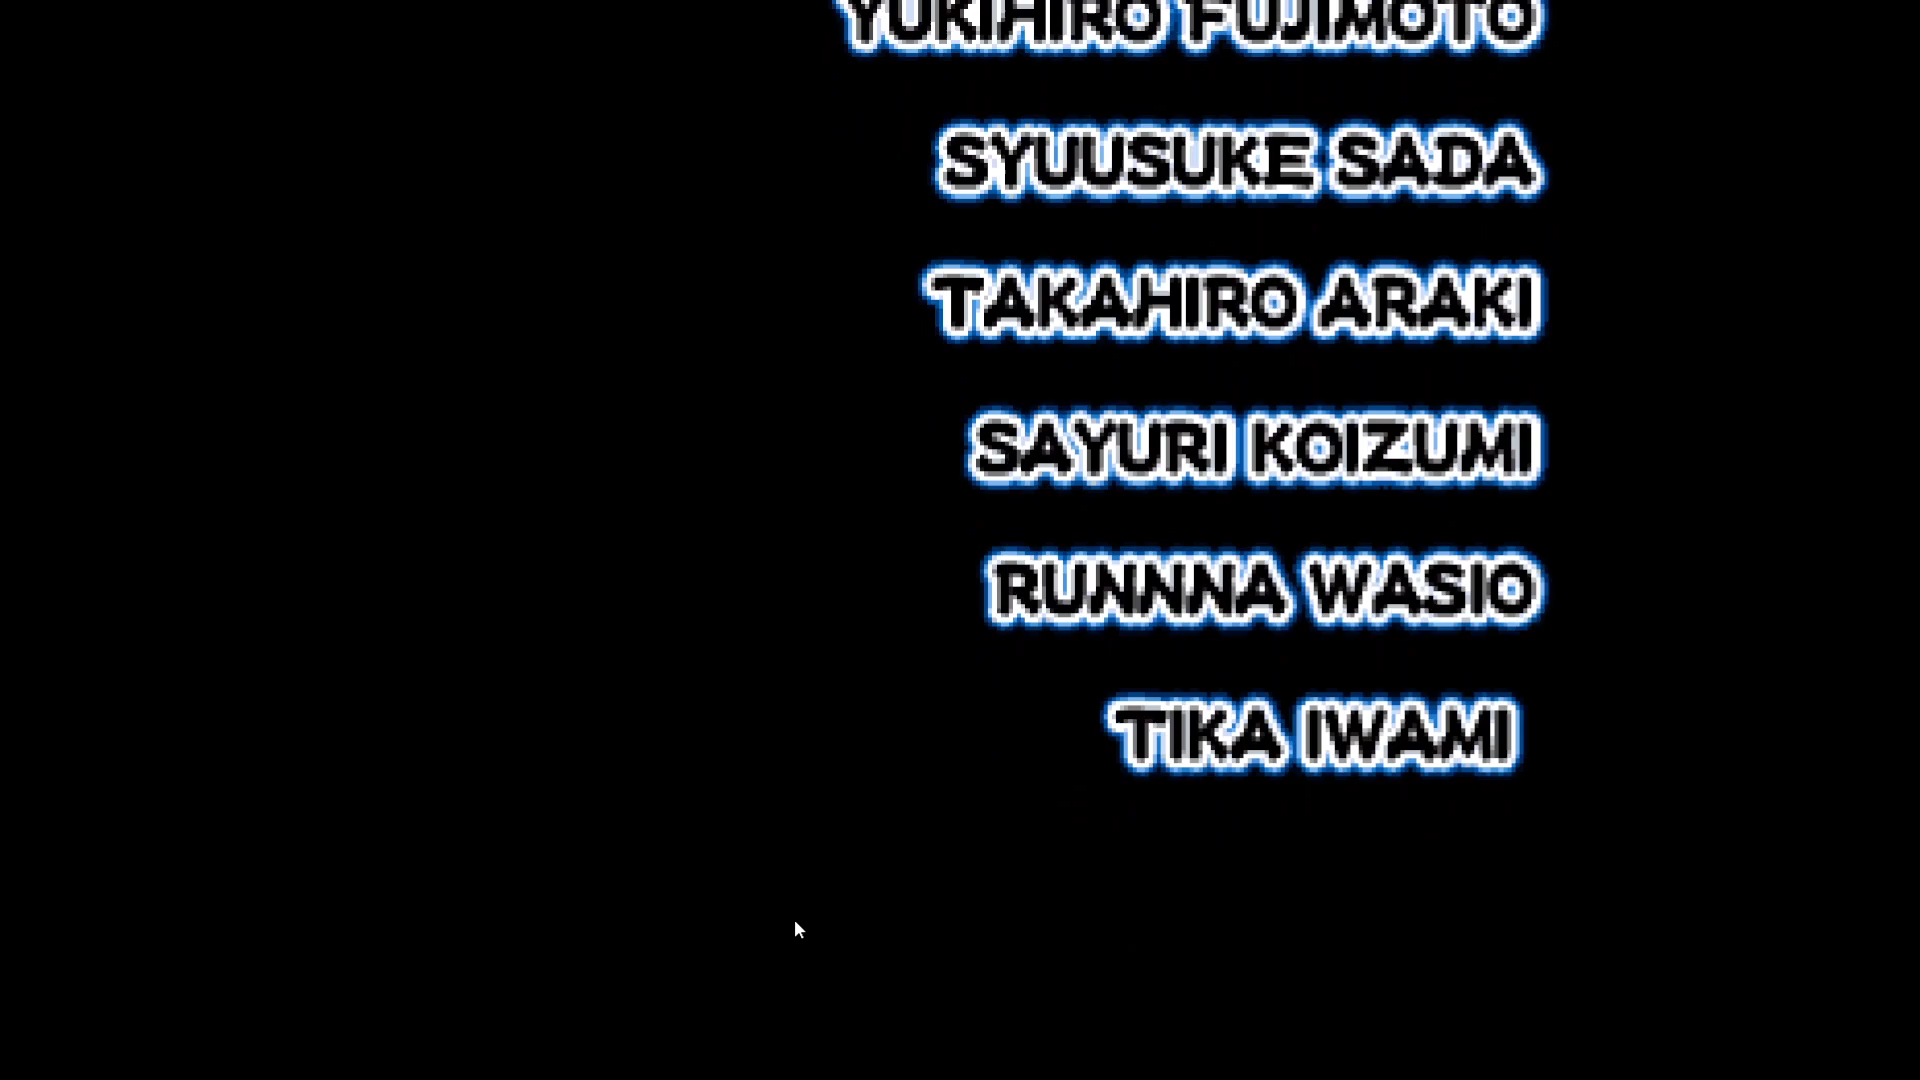 YUKIHIRO FUJIMOTO
SYUUSUKE SADA
TAKAHIRO ARAKI
SAYURI KOIZUMI
RUNNNA WASIO
TIKA IWAMI